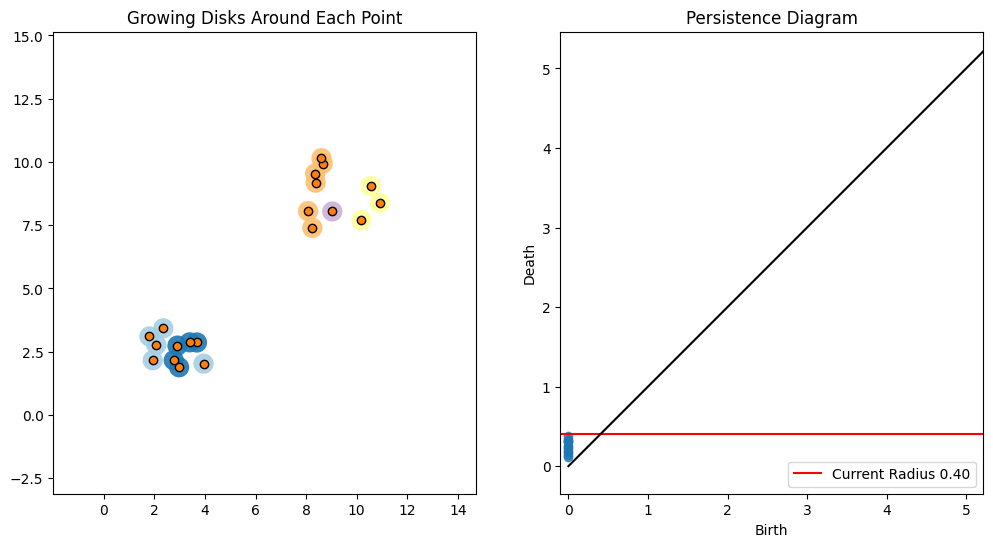 Growing Disks Around Each Point
15.0
12.5
10.0
7.5
5.0
2.5
0.0
−2.5
0 2 4 6 8 10 12 14
Persistence Diagram
Death
5
4
3
2
1
0
Current Radius 0.40
0 1 2 3 4 5
Birth